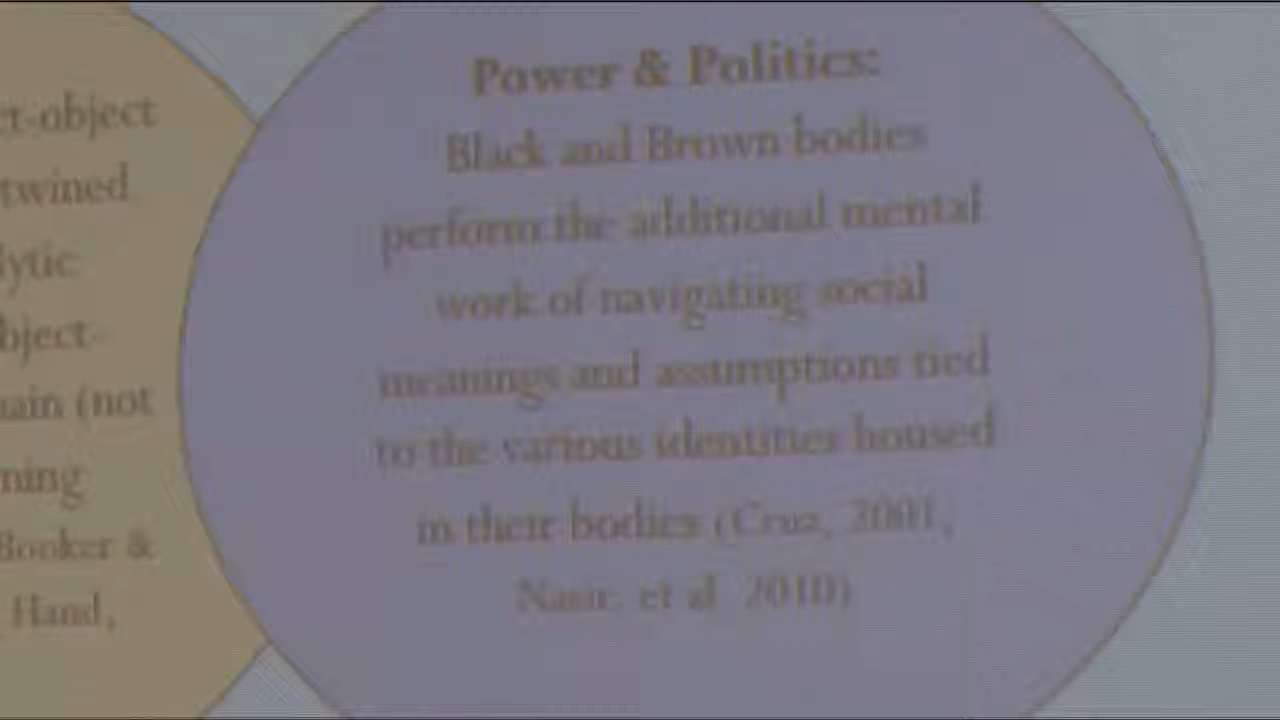 ct-object
twined
lytic
bject-
nain (not
ning
Booker &
Hand,
Power & Politics:
Black and Brown bodies
perform the additional mental
work of navigating social
meanings and assumptions tied
to the various identities housed
in their bodies (Cruz, 2001;
Nasir, et al 2010)